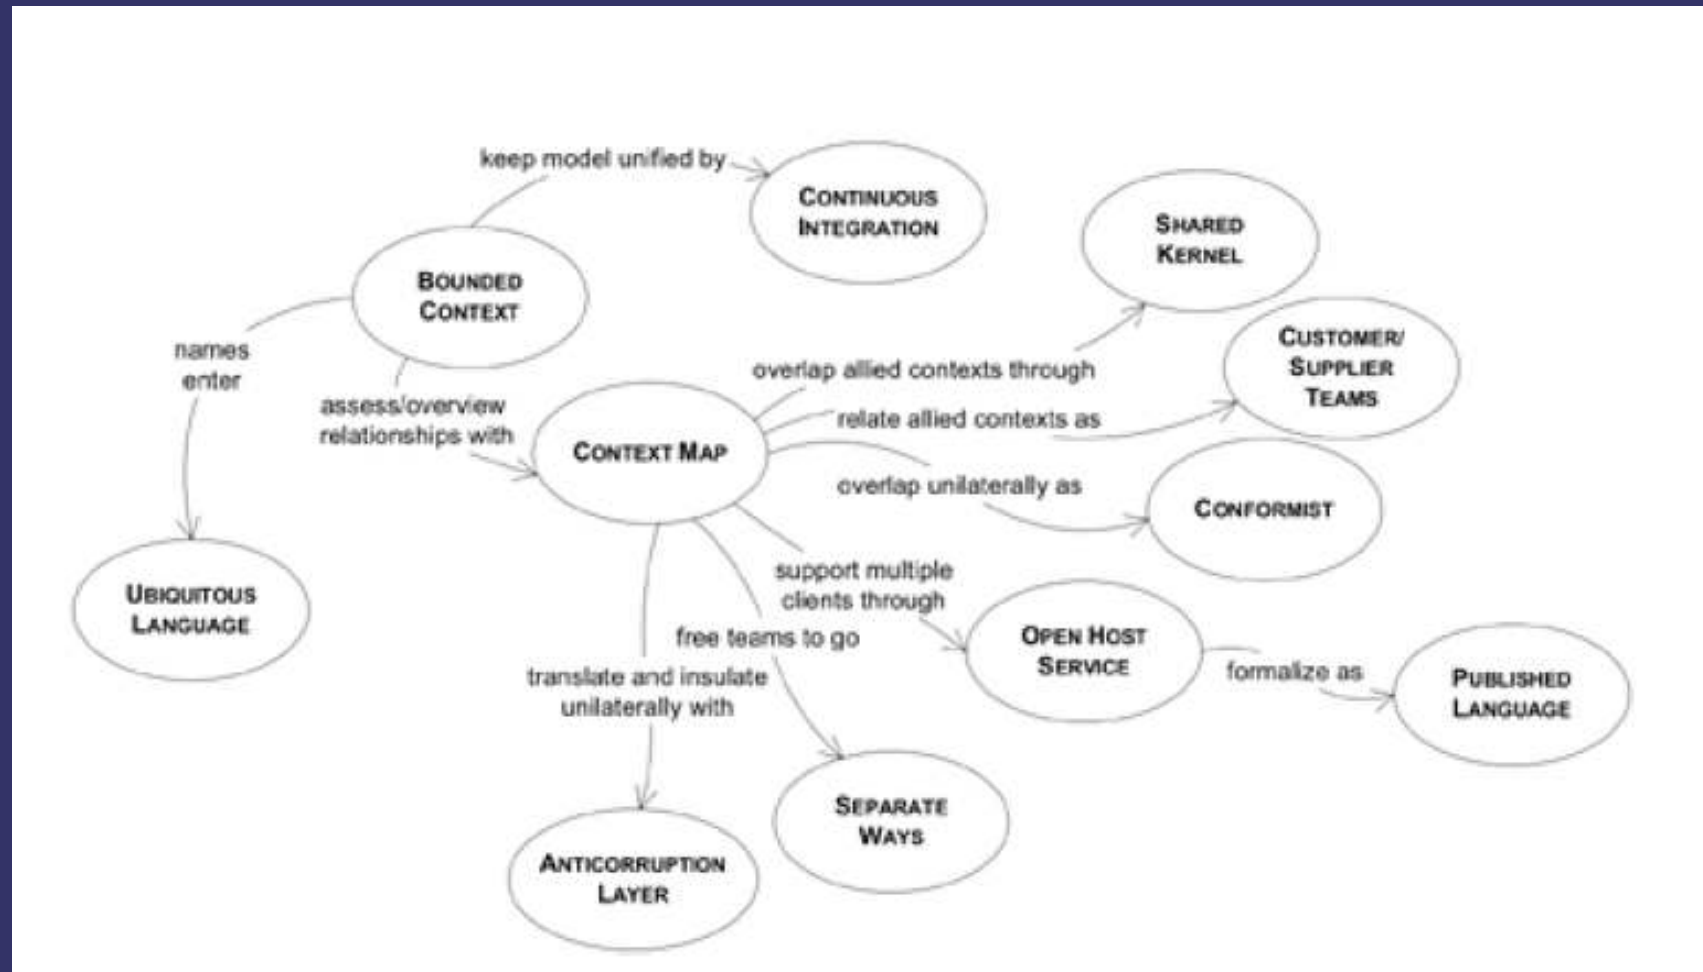 keep model unified by
CONTINUOUS
INTEGRATION
SHARED
KERNEL
BOUNDED
CONTEXT
names
enter
assess/overview
relationships with
CONTEXT MAP
overlap allied contexts through
relate allied contexts as
overlap unilaterally as
CUSTOMER/
SUPPLIER
TEAMS
CONFORMIST
support multiple
clients through
free teams to go
translate and insulate
unilaterally with
UBIQUITOUS
LANGUAGE
OPEN HOST
SERVICE
formalize as
PUBLISHED
LANGUAGE
SEPARATE
WAYS
ANTICORRUPTION
LAYER